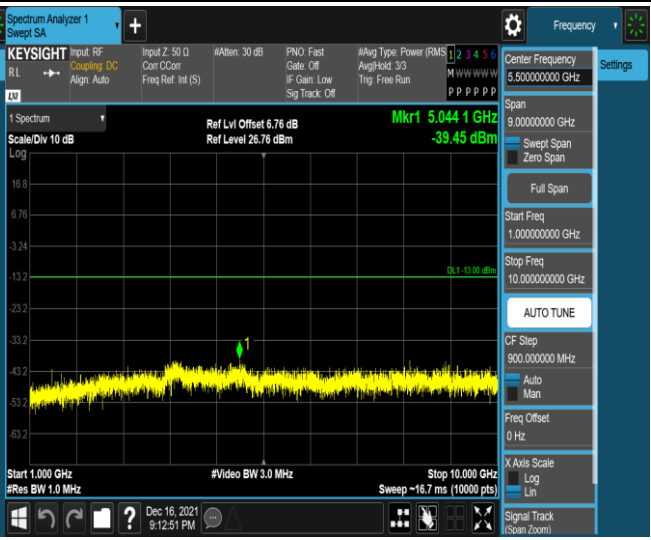 Spectrum Analyzer 1
Swept SA
+
Frequency
KEYSIGHT
Input: RF
Input Z: 50 Ω
#Atten: 30 dB
PNO: Fast
#Avg Type: Power (RMS
1 2 3 4 5 6
Coupling: DC
Corr CCorr
Gate: Off
Avg|Hold: 3/3
M W W W W W
RL
Align: Auto
Freq Ref: Int (S)
IF Gain: Low
Trig: Free Run
Sig Track: Off
P P P P P P
LXI
1 Spectrum
Ref Lvl Offset 6.76 dB
Mkr1 5.044 1 GHz
Scale/Div 10 dB
Ref Level 26.76 dBm
-39.45 dBm
Log
16.8
6.76
-3.24
DL1 -13.00 dBm
-13.2
-23.2
-33.2
1
-43.2
-53.2
-63.2
Start 1.000 GHz
#Video BW 3.0 MHz
Stop 10.000 GHz
#Res BW 1.0 MHz
Sweep ~16.7 ms (10000 pts)
?
Dec 16, 2021
9:12:51 PM
Center Frequency
5.500000000 GHz
Settings
Span
9.00000000 GHz
Swept Span
Zero Span
Full Span
Start Freq
1.000000000 GHz
Stop Freq
10.000000000 GHz
AUTO TUNE
CF Step
900.000000 MHz
Auto
Man
Freq Offset
0 Hz
X Axis Scale
Log
Lin
Signal Track
(Span Zoom)